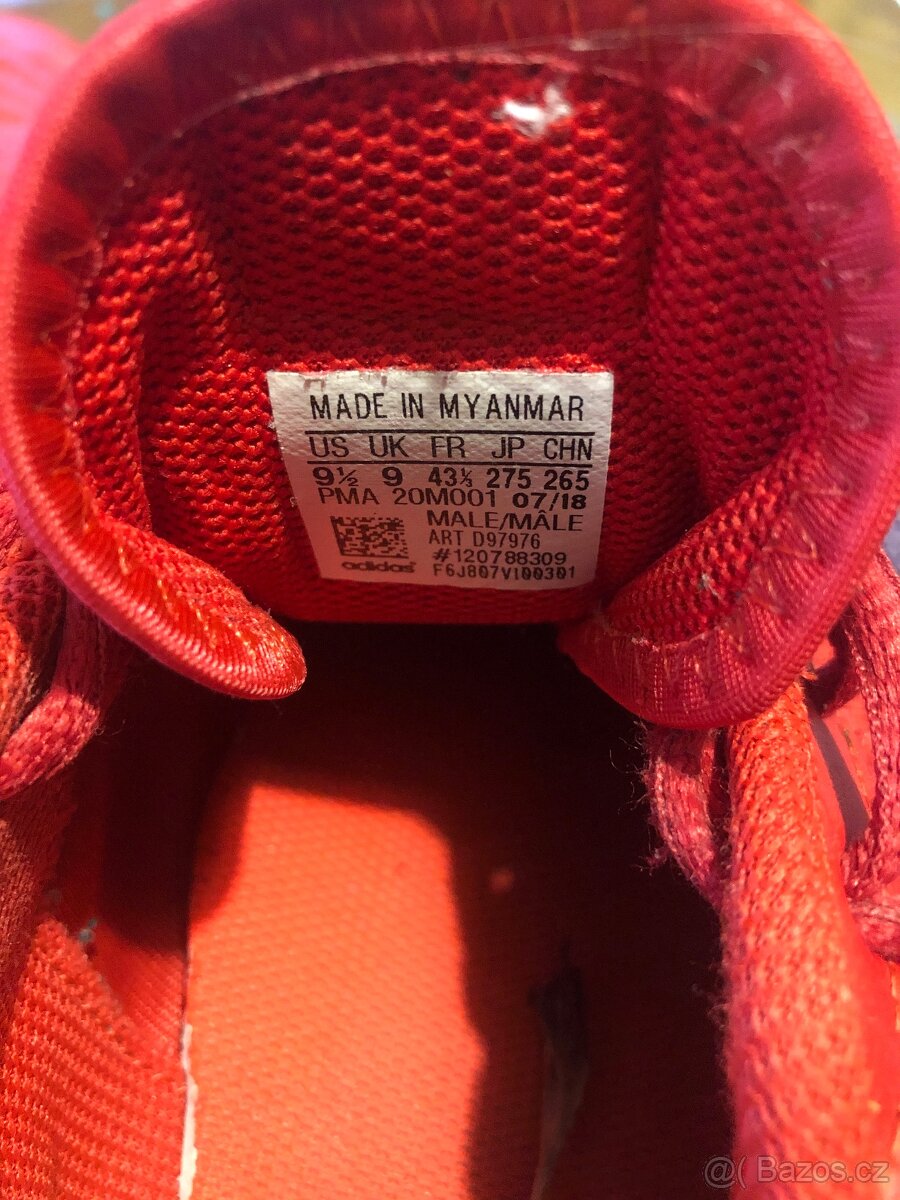 MADE IN MYANMAR
US UK FR JP CHN
9½ 9 43⅓ 275 265
PMA 20M001 07/18
MALE/MÂLE
ART D97976
#120788309
adidas F6J807V100301
@( Bazos.cz